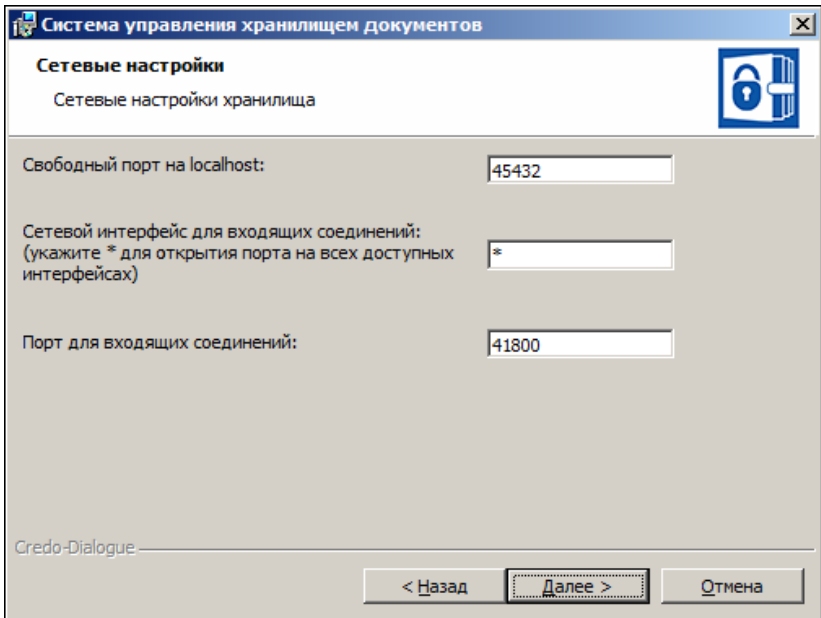 Система управления хранилищем документов
Сетевые настройки
Сетевые настройки хранилища
Свободный порт на localhost:
45432
Сетевой интерфейс для входящих соединений:
(укажите * для открытия порта на всех доступных
интерфейсах)
*
Порт для входящих соединений:
41800
Credo-Dialogue
< Назад
Далее >
Отмена